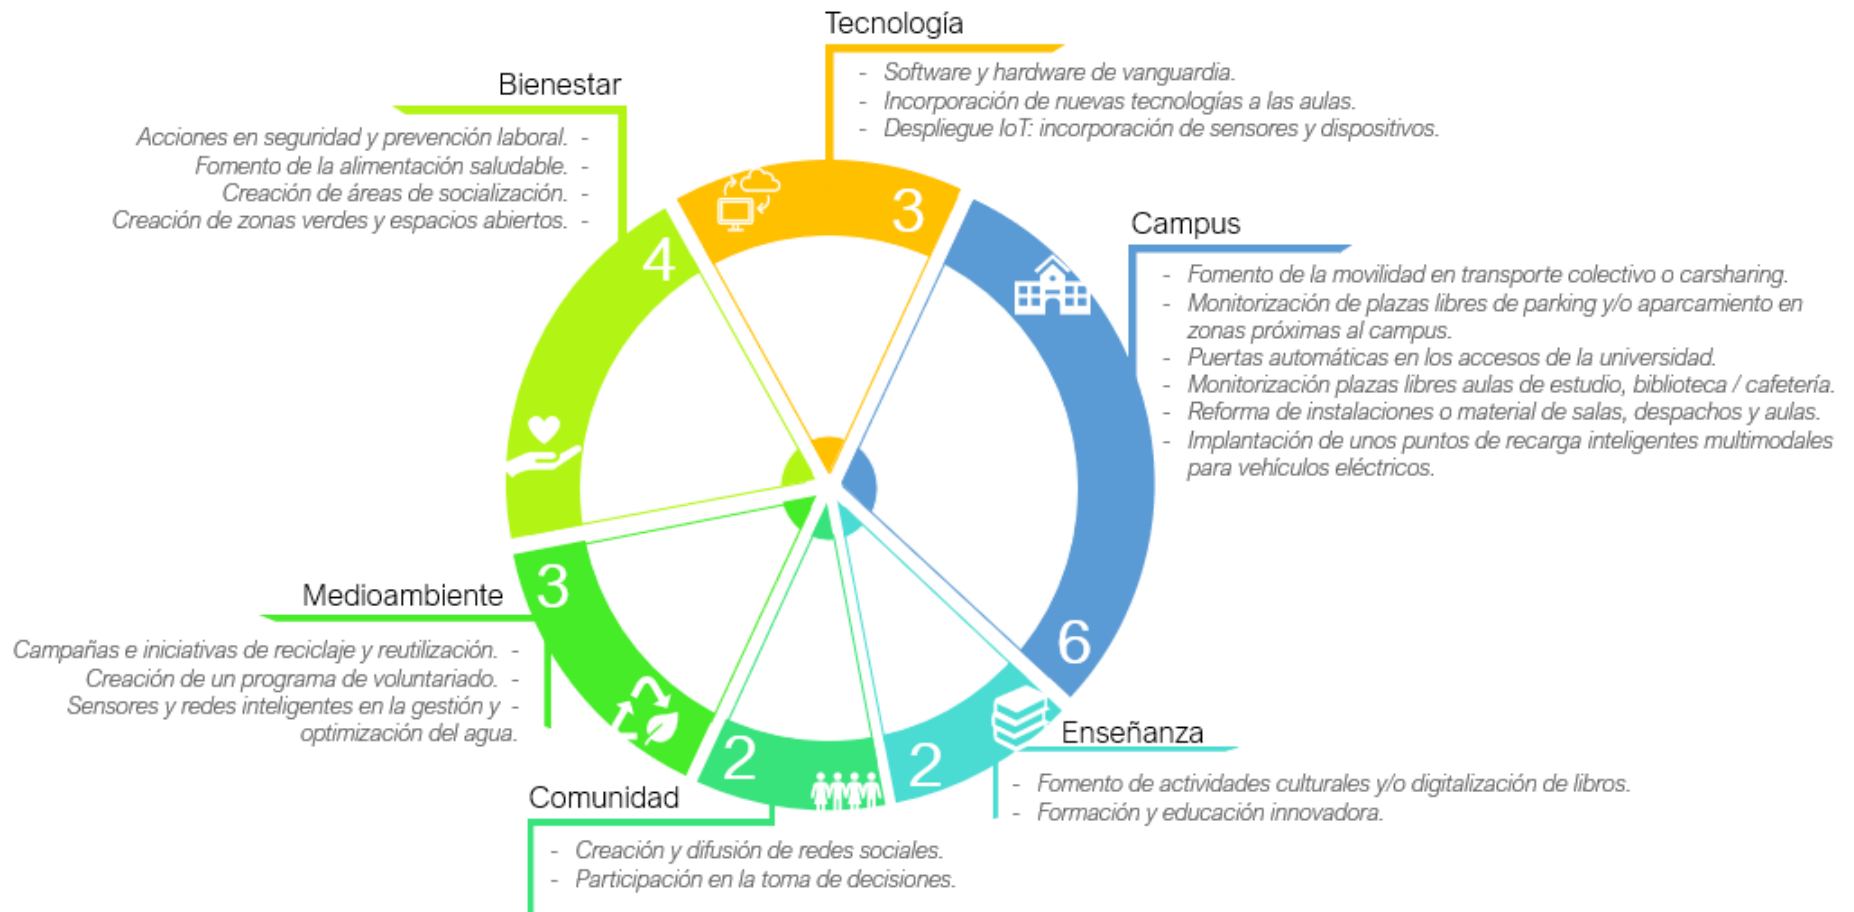 Tecnología
- Software y hardware de vanguardia.
- Incorporación de nuevas tecnologías a las aulas.
- Despliegue IoT: incorporación de sensores y dispositivos.
3
Bienestar
Acciones en seguridad y prevención laboral. -
Fomento de la alimentación saludable. -
Creación de áreas de socialización. -
Creación de zonas verdes y espacios abiertos. -
4
Campus
- Fomento de la movilidad en transporte colectivo o carsharing.
- Monitorización de plazas libres de parking y/o aparcamiento en
zonas próximas al campus.
- Puertas automáticas en los accesos de la universidad.
- Monitorización plazas libres aulas de estudio, biblioteca / cafetería.
- Reforma de instalaciones o material de salas, despachos y aulas.
- Implantación de unos puntos de recarga inteligentes multimodales
para vehículos eléctricos.
6
Medioambiente
3
Campañas e iniciativas de reciclaje y reutilización. -
Creación de un programa de voluntariado. -
Sensores y redes inteligentes en la gestión y -
optimización del agua.
Enseñanza
2
- Fomento de actividades culturales y/o digitalización de libros.
- Formación y educación innovadora.
Comunidad
2
- Creación y difusión de redes sociales.
- Participación en la toma de decisiones.